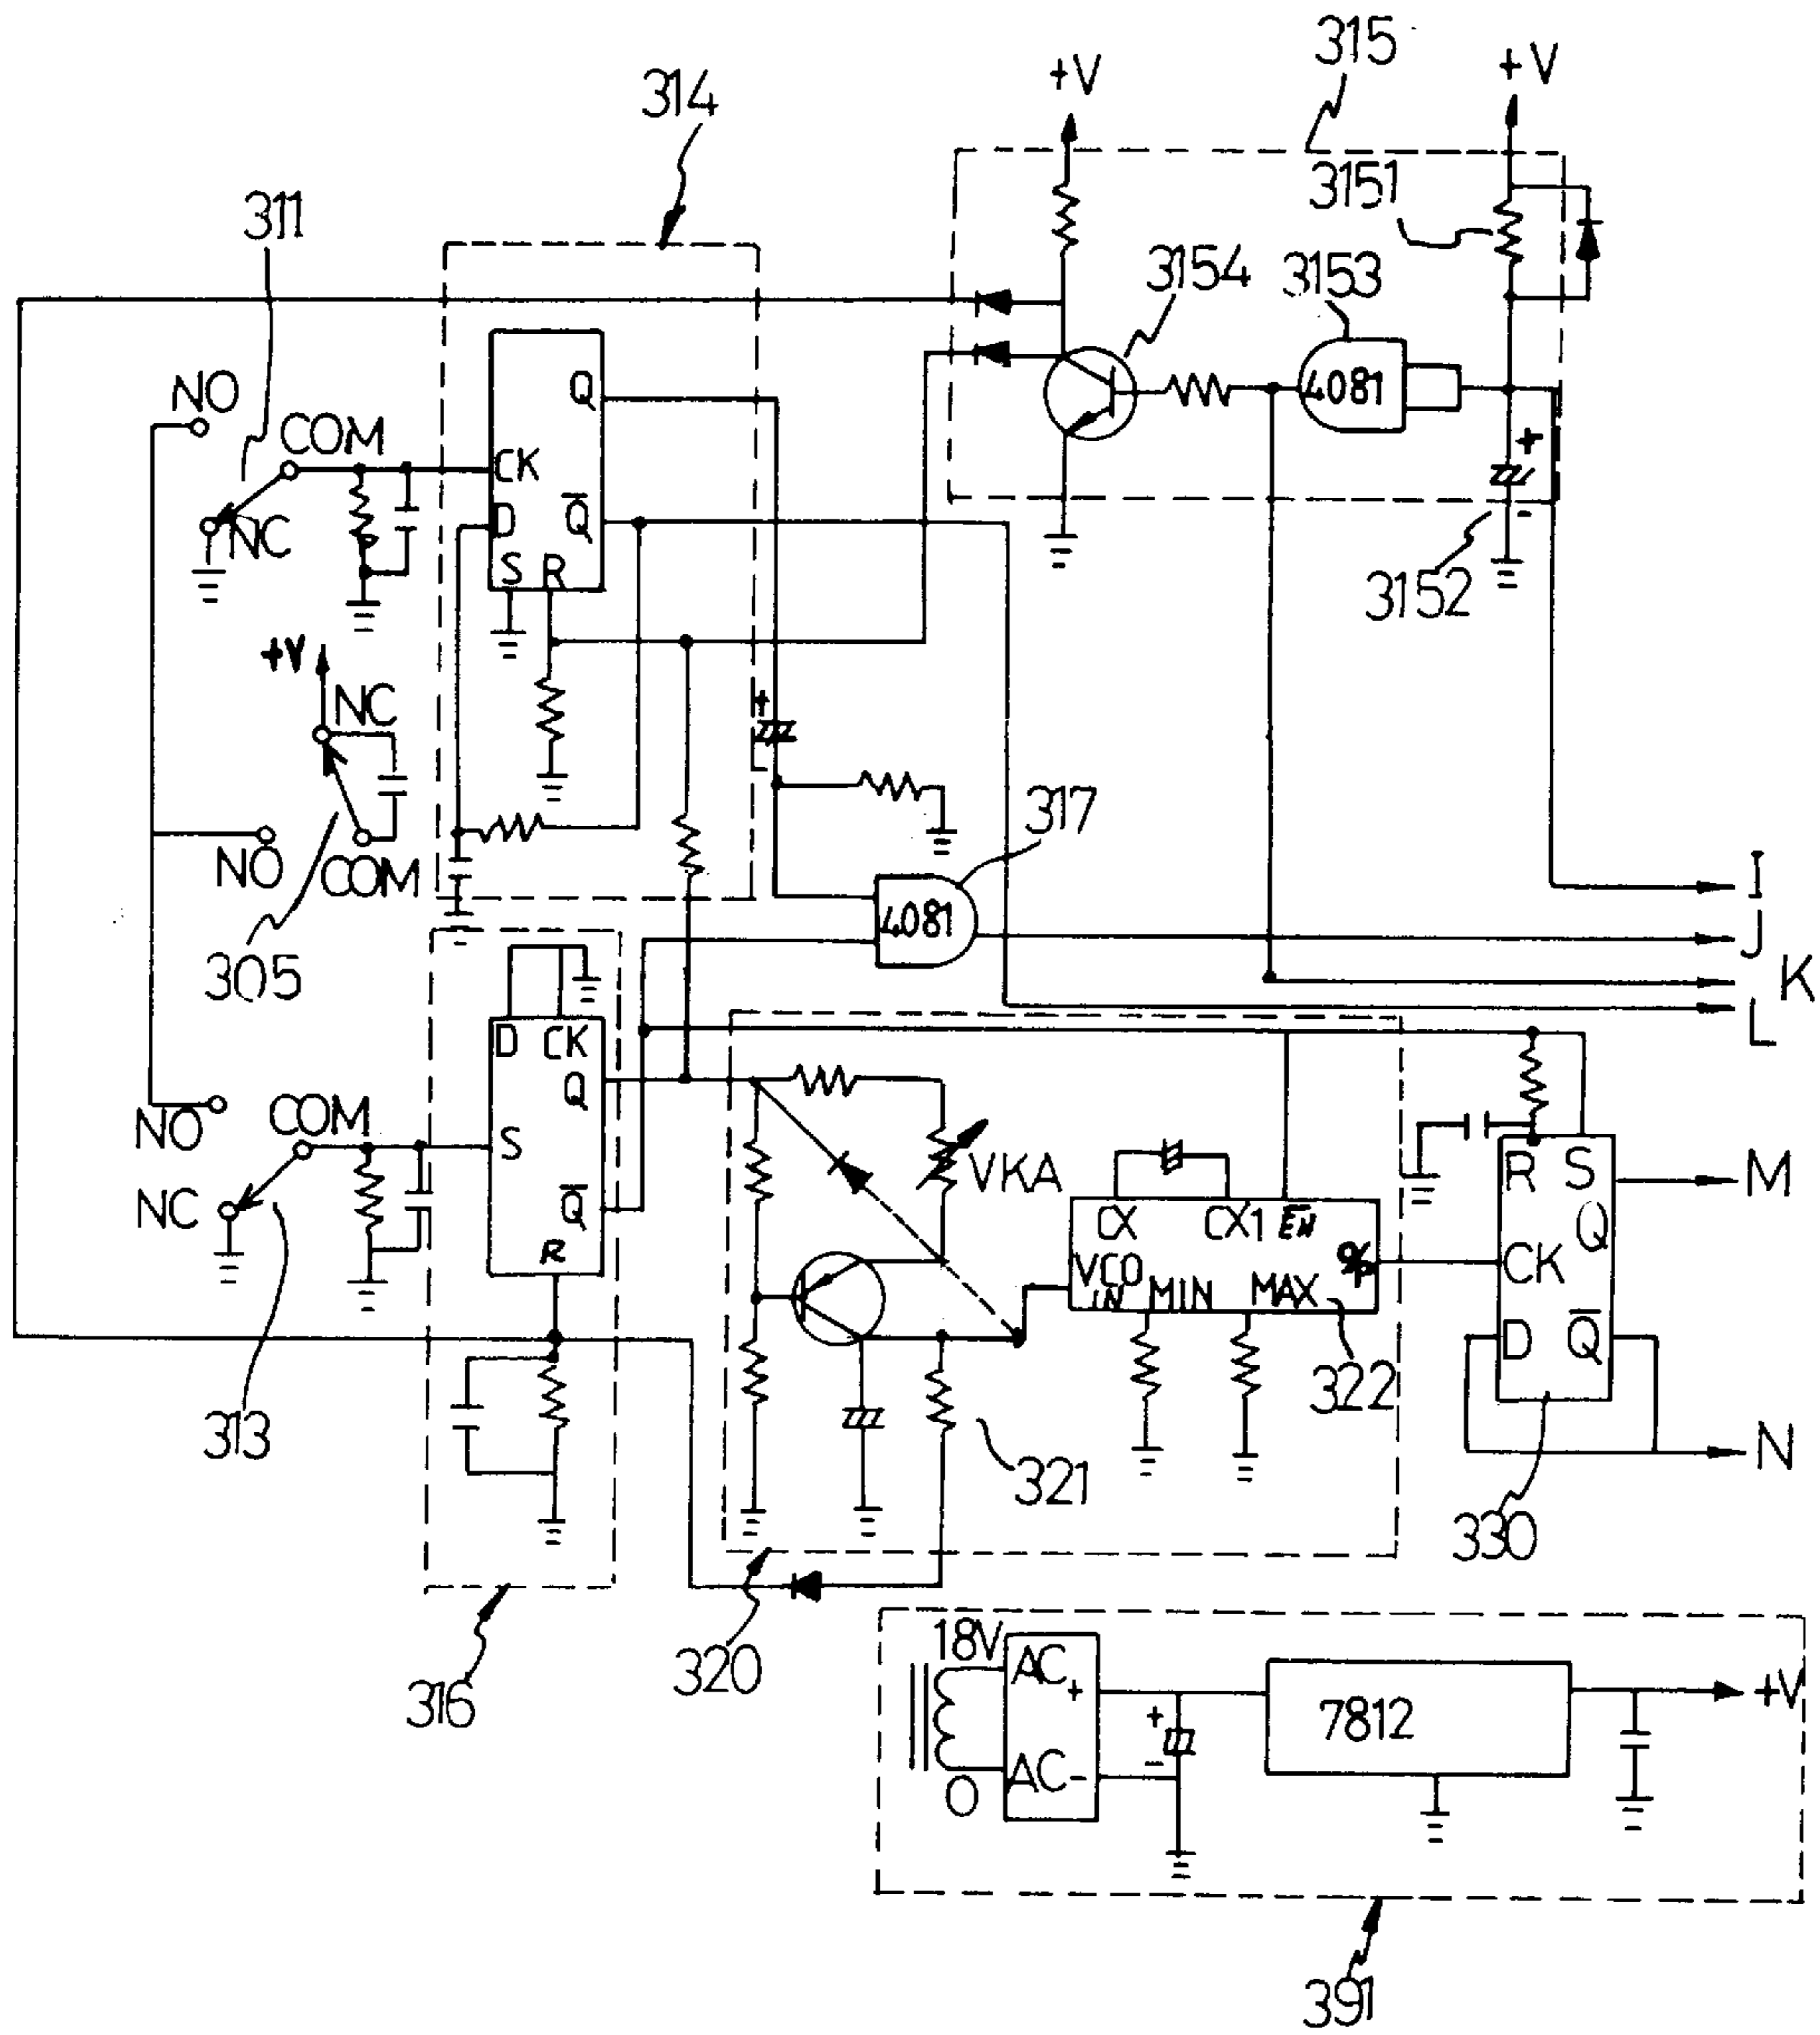 315
+V
+V
314
3151
311
3154
3153
NO
Q
4081
COM
CK
+
NC
D
Q̅
S
R
-
3152
+V
NC
+
-
317
NO
COM
4081
I
J
305
K
L
D
CK
NO
COM
Q
S
R
S
M
VKA
NC
CX
CX1
E̅N̅
Q
Q̅
VCO
IN
MIN
MAX
CK
R
D
Q̅
322
313
321
N
330
320
18V
AC
+
316
+
7812
+V
-
AC
-
0
391